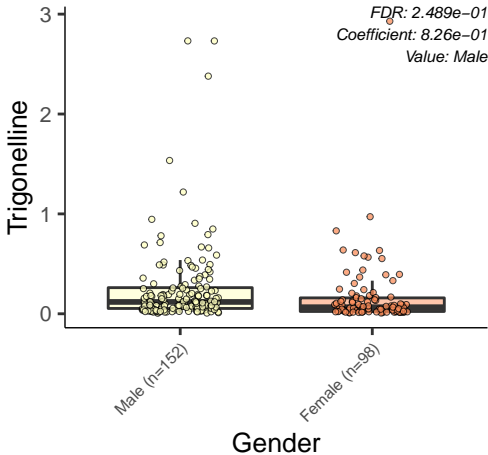 FDR: 2.489e−01
Coefficient: 8.26e−01
Value: Male
3
2
1
0
Trigonelline
Male (n=152)
Female (n=98)
Gender